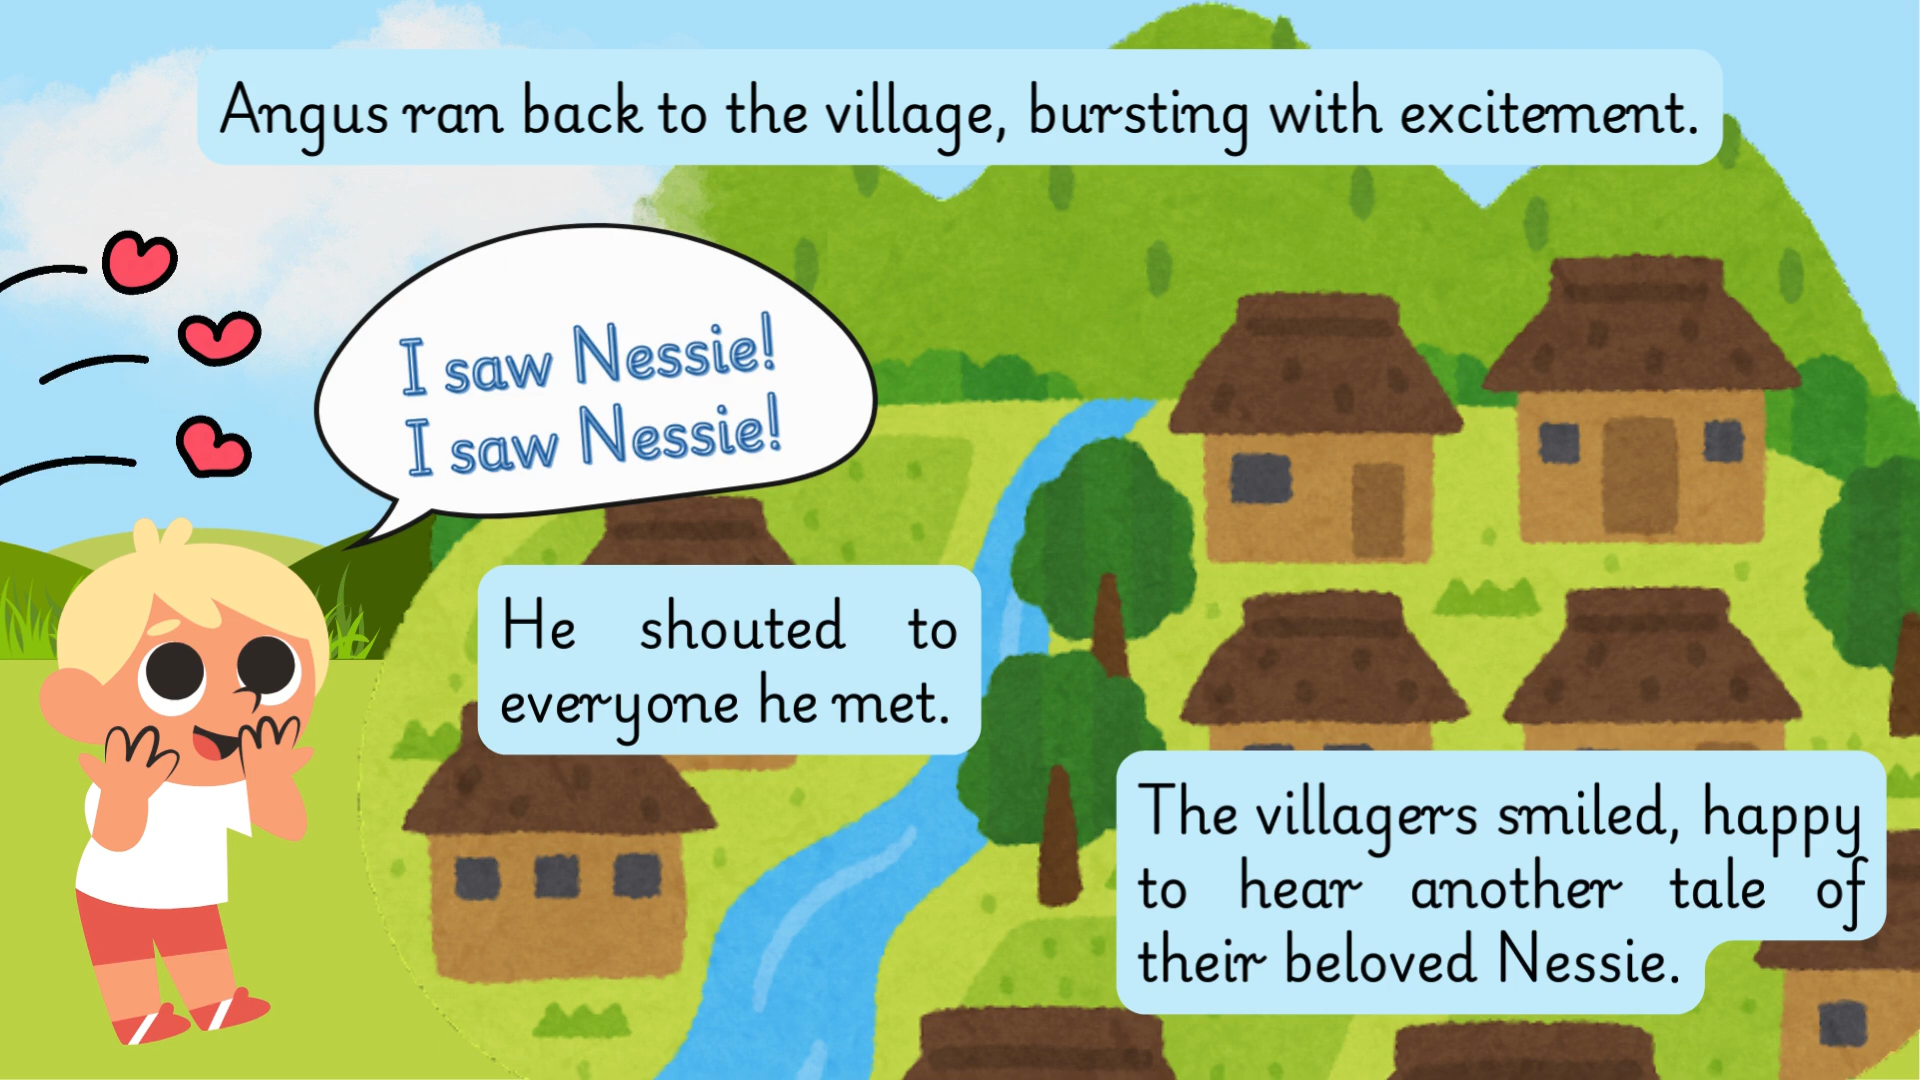 Angus ran back to the village, bursting with excitement.
I saw Nessie!
I saw Nessie!
He shouted to
everyone he met.
The villagers smiled, happy
to hear another tale of
their beloved Nessie.